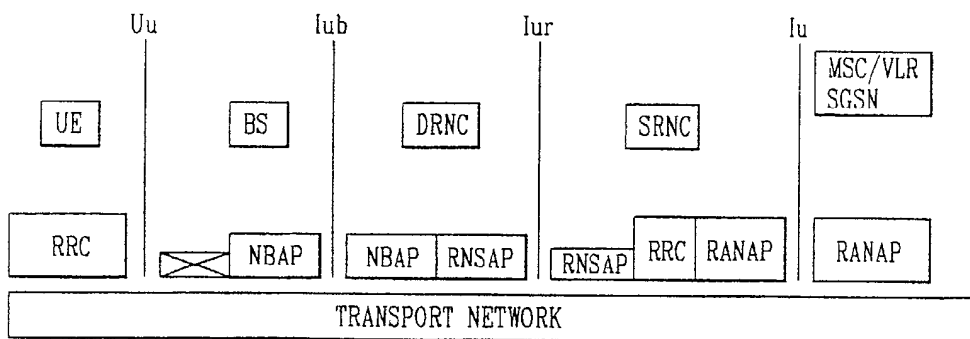 Uu Iub Iur Iu
MSC/VLR
SGSN
UE BS DRNC SRNC
RRC NBAP NBAP RNSAP RNSAP RRC RANAP RANAP
TRANSPORT NETWORK